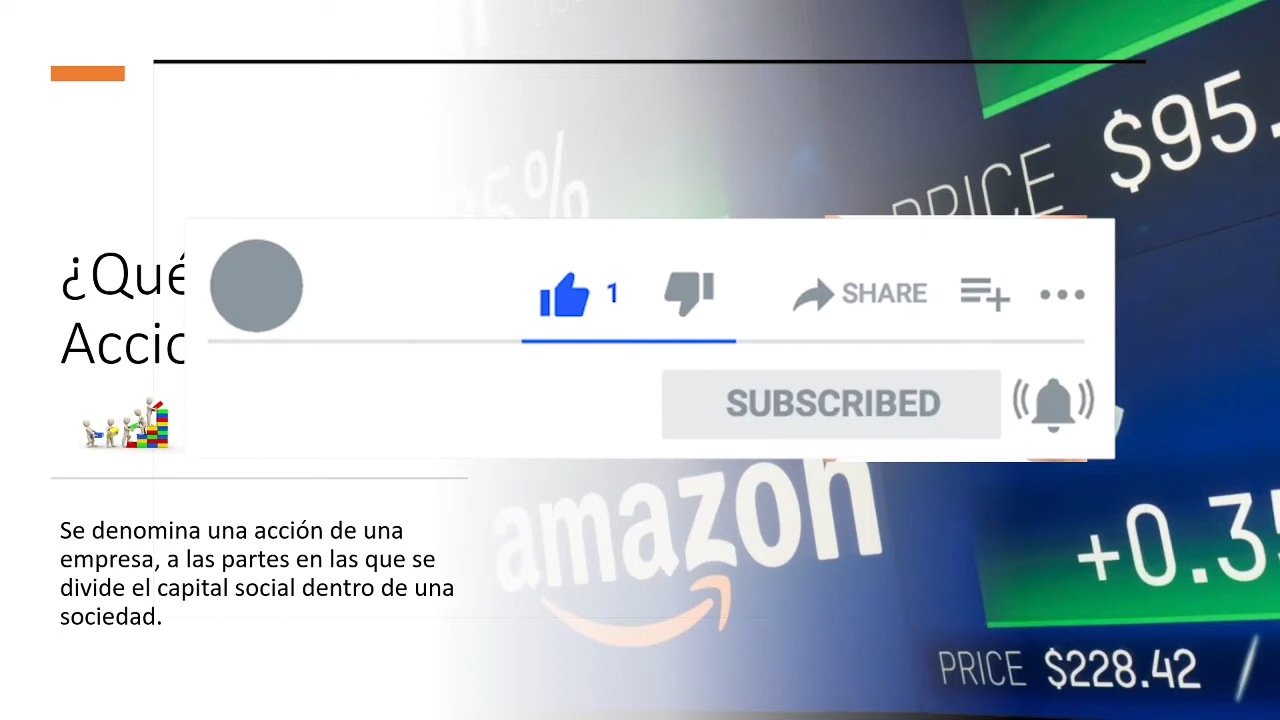 5%
PRICE $95.
¿Qué
Accio
1
SHARE
SUBSCRIBED
amazon
+0.35
Se denomina una acción de una
empresa, a las partes en las que se
divide el capital social dentro de una
sociedad.
PRICE $228.42